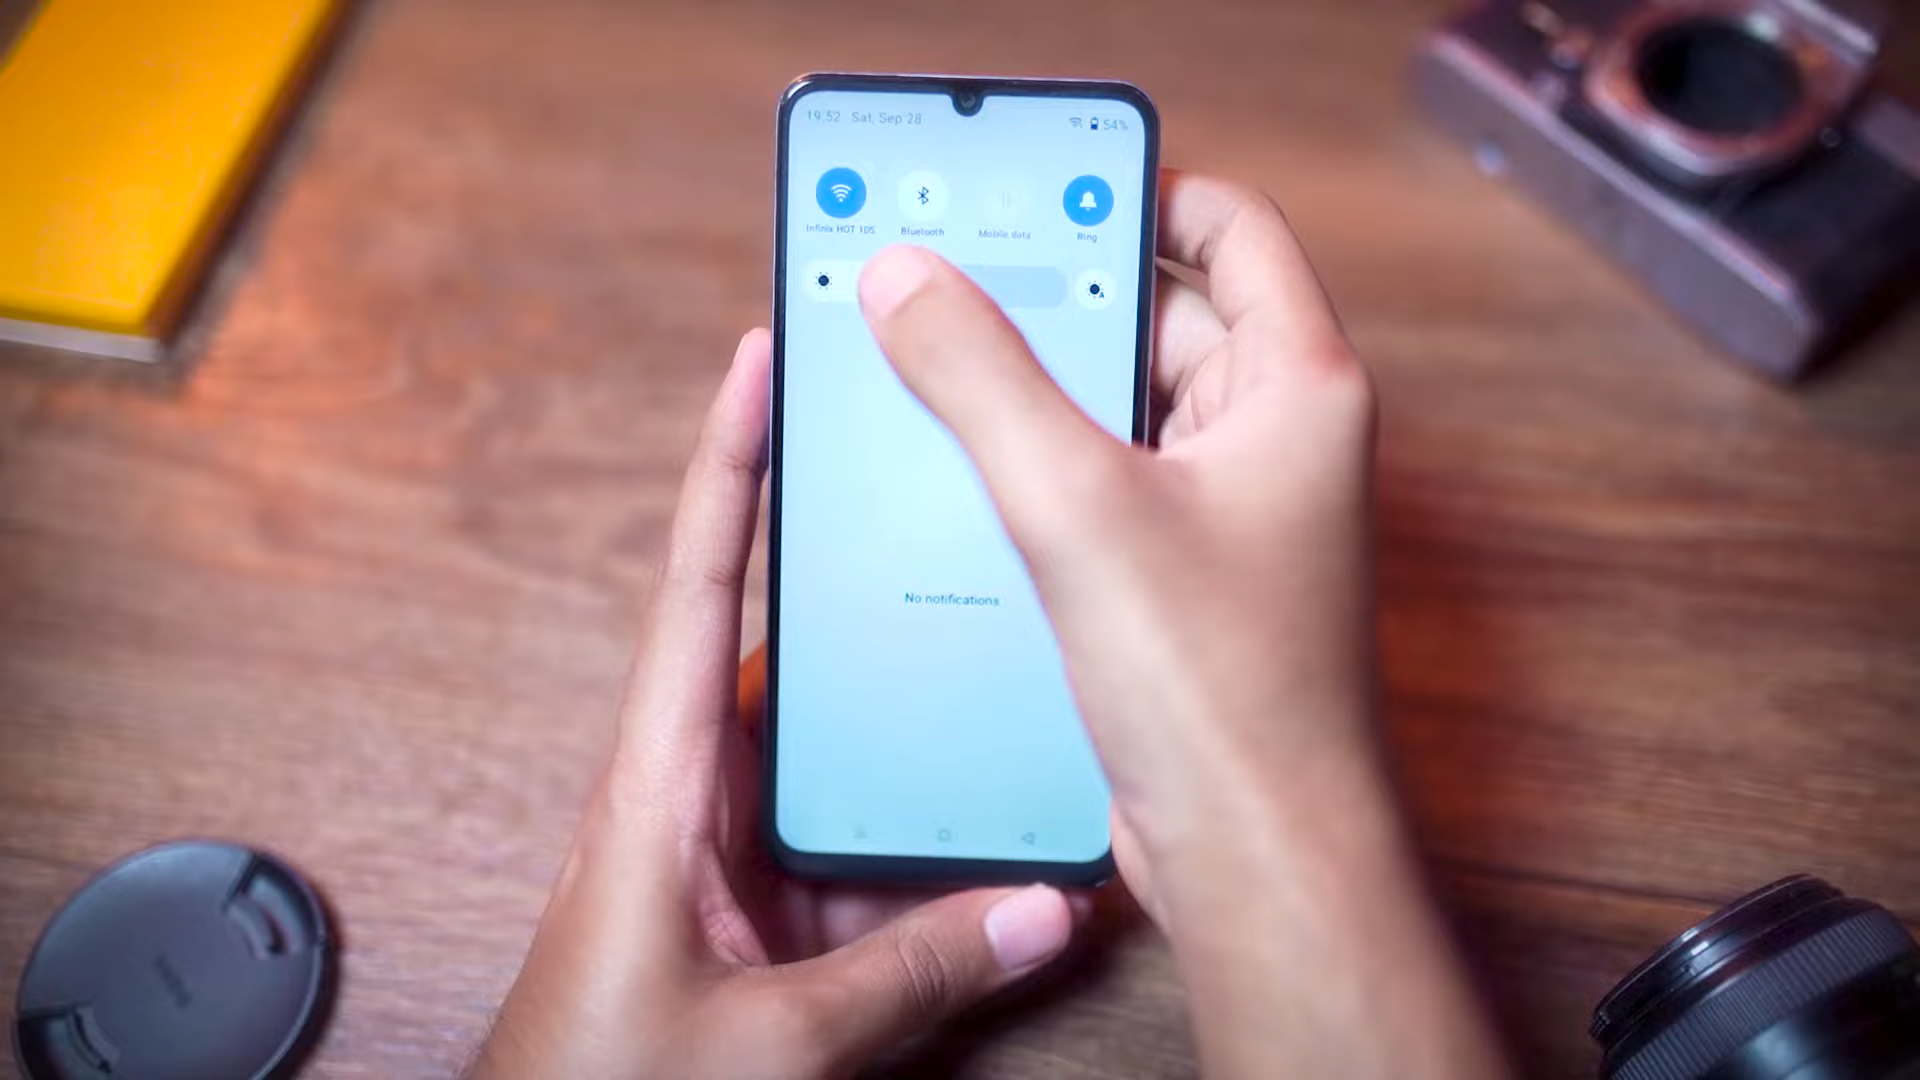 19:52 Sat, Sep 28 54%
Infinix HOT 10S Bluetooth Mobile data Ring
No notifications